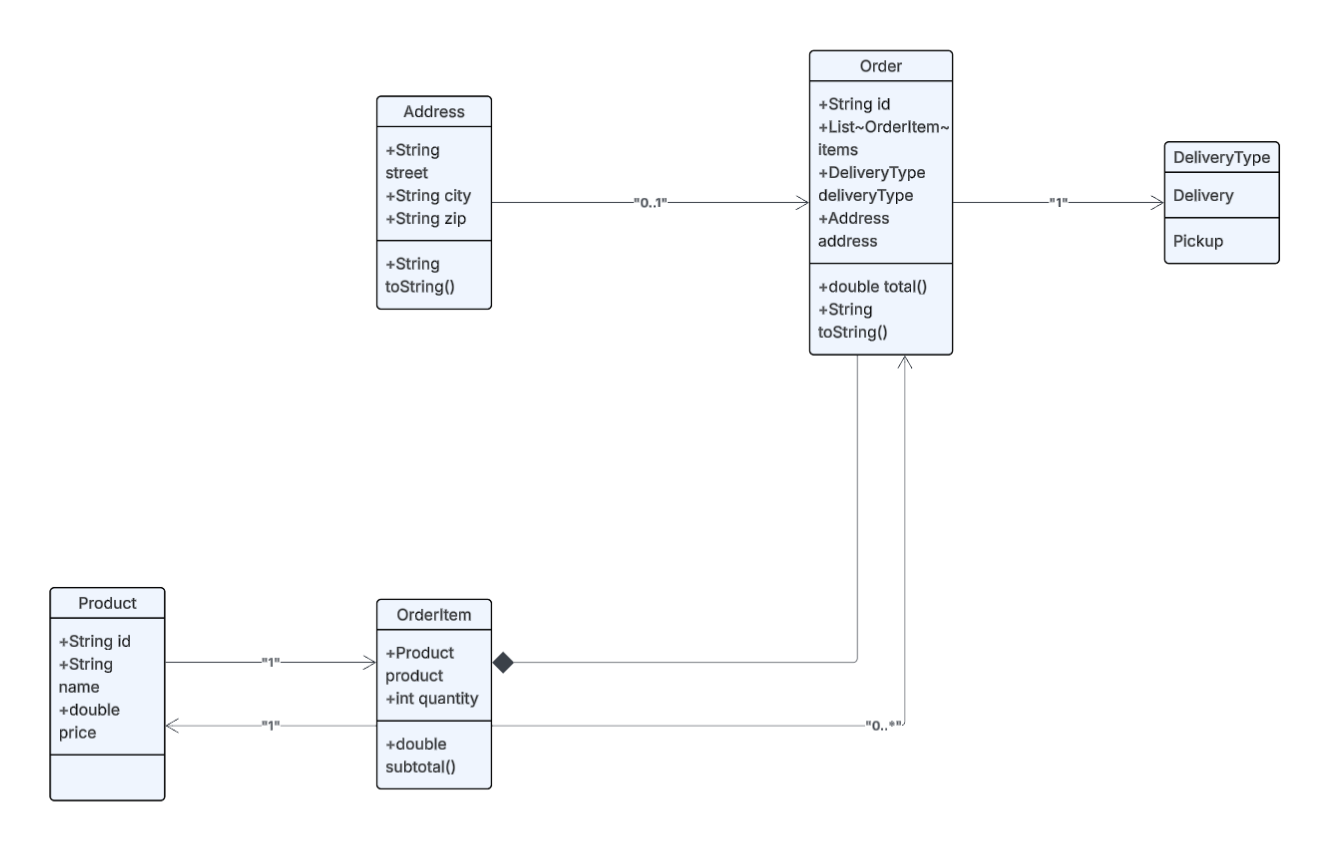 Order
+String id
+List~OrderItem~
items
+DeliveryType
deliveryType
+Address
address
+double total()
+String
toString()
Address
+String
street
+String city
+String zip
+String
toString()
"0..1"
"1"
DeliveryType
Delivery
Pickup
Product
+String id
+String
name
+double
price
"1"
"1"
OrderItem
+Product
product
+int quantity
+double
subtotal()
"0..*"